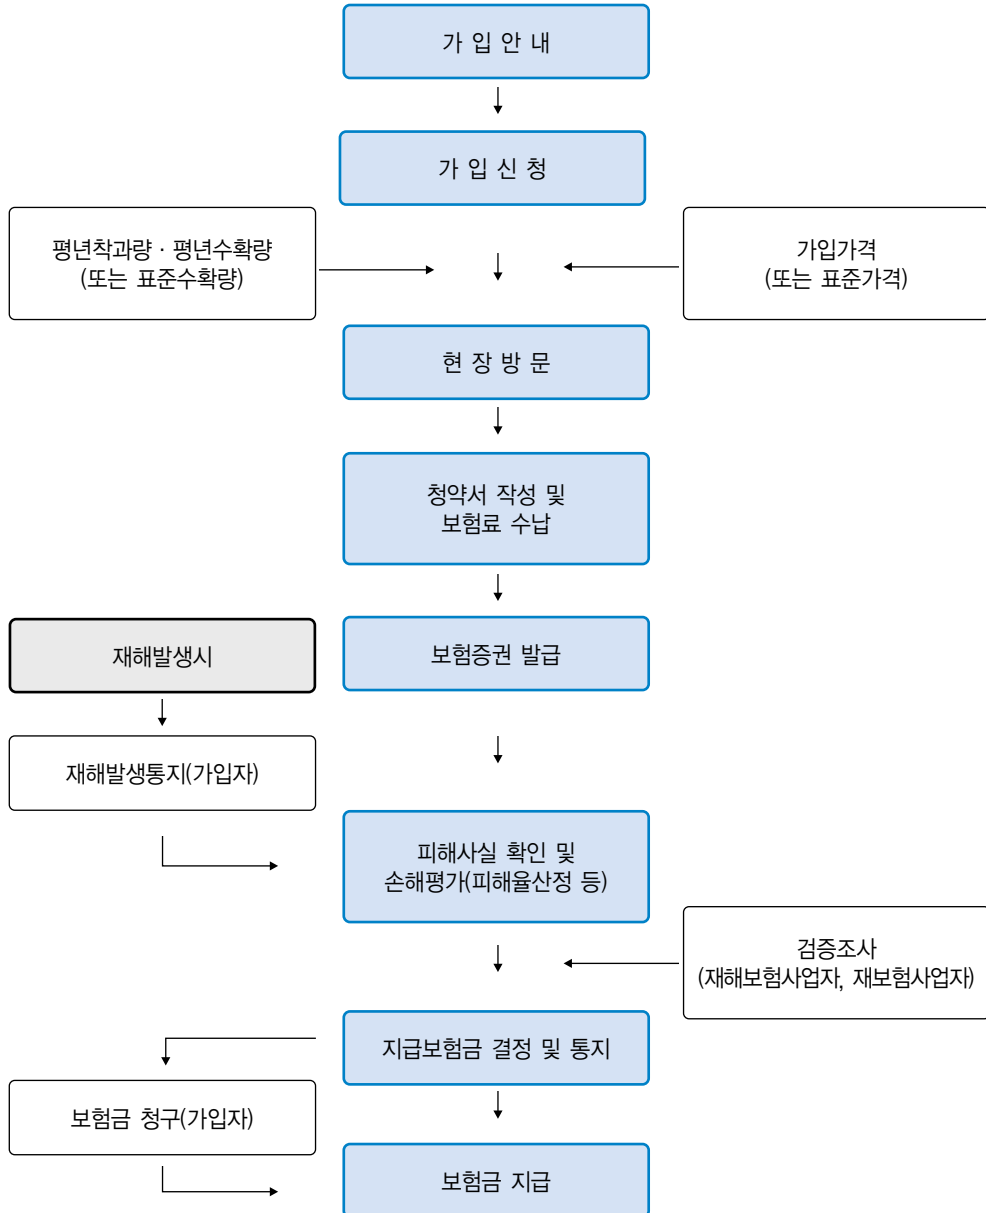 가 입 안 내
가 입 신 청
평년착과량 · 평년수확량
(또는 표준수확량)
가입가격
(또는 표준가격)
현 장 방 문
청약서 작성 및
보험료 수납
재해발생시
보험증권 발급
재해발생통지(가입자)
피해사실 확인 및
손해평가(피해율산정 등)
검증조사
(재해보험사업자, 재보험사업자)
지급보험금 결정 및 통지
보험금 청구(가입자)
보험금 지급